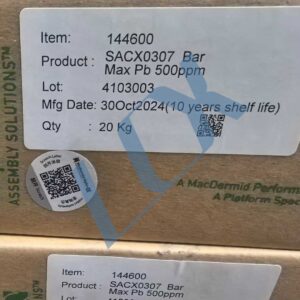 ASSEMBLY SOLUTIONS™
Item: 144600
Product : SACX0307 Bar
Max Pb 500ppm
Lot: 4103003
Mfg Date: 30Oct2024(10 years shelf life)
Qty : 20 Kg
A MacDermid Perform
A Platform Spec
Item: 144600
Product : SACX0307 Bar
Max Pb 500ppm